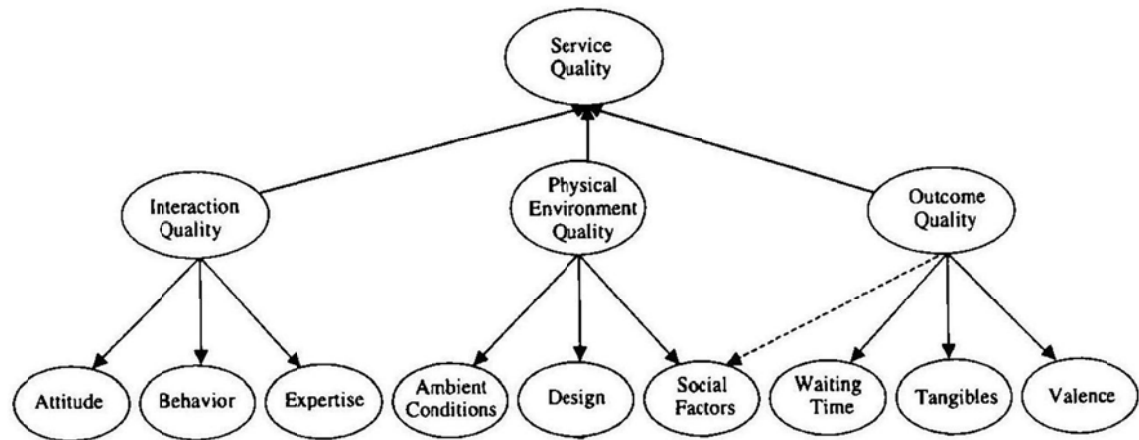 Service
Quality
Interaction
Quality
Physical
Environment
Quality
Outcome
Quality
Attitude
Behavior
Expertise
Ambient
Conditions
Design
Social
Factors
Waiting
Time
Tangibles
Valence